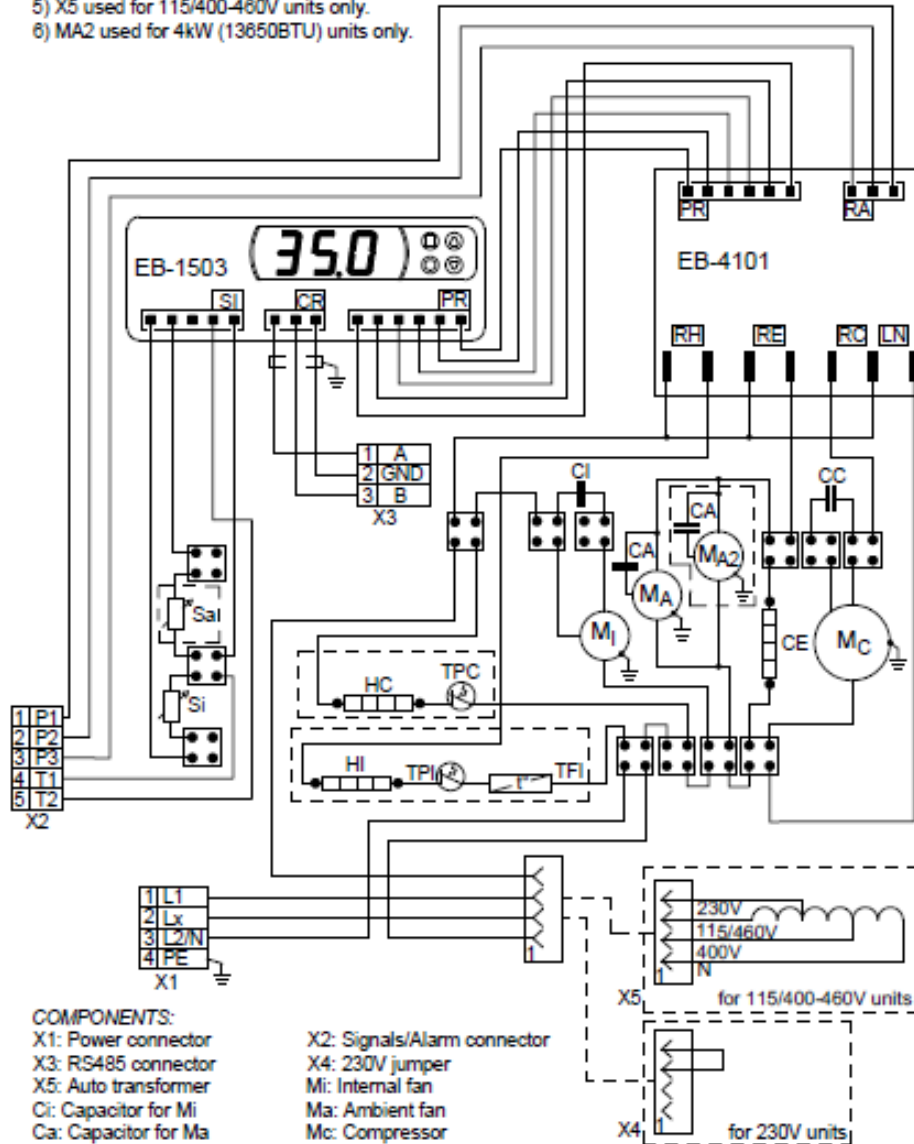 5) X5 used for 115/400-460V units only.
6) MA2 used for 4kW (13650BTU) units only.
PR
RA
EB-4101
RH
RE
RC
LN
EB-1503
35.0
SI
CR
PR
1 A
2 GND
3 B
X3
CI
CA
MA
CA
MA2
CC
MI
CE
MC
Sal
Si
HC
TPC
HI
TPI
t°
TFI
1 P1
2 P2
3 P3
4 T1
5 T2
X2
1 L1
2 Lx
3 L2/N
4 PE
X1
1
230V
115/460V
400V
N
1
X5
for 115/400-460V units
1
X4
for 230V units
COMPONENTS:
X1: Power connector
X3: RS485 connector
X5: Auto transformer
Ci: Capacitor for Mi
Ca: Capacitor for Ma
X2: Signals/Alarm connector
X4: 230V jumper
Mi: Internal fan
Ma: Ambient fan
Mc: Compressor